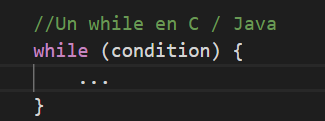 //Un while en C / Java
while (condition) {
    ...
}